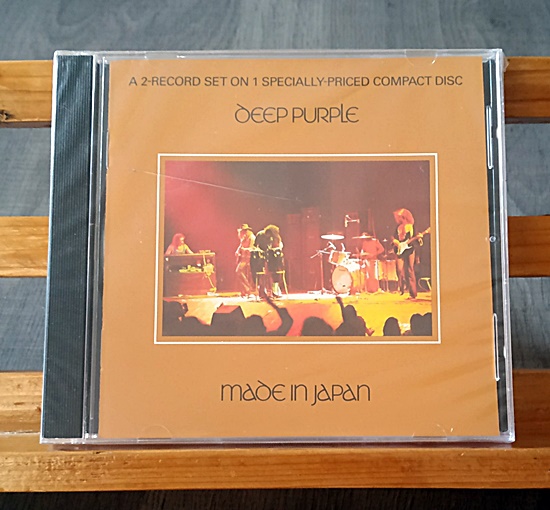 A 2-RECORD SET ON 1 SPECIALLY-PRICED COMPACT DISC
DEEP PURPLE
MADE IN JAPAN